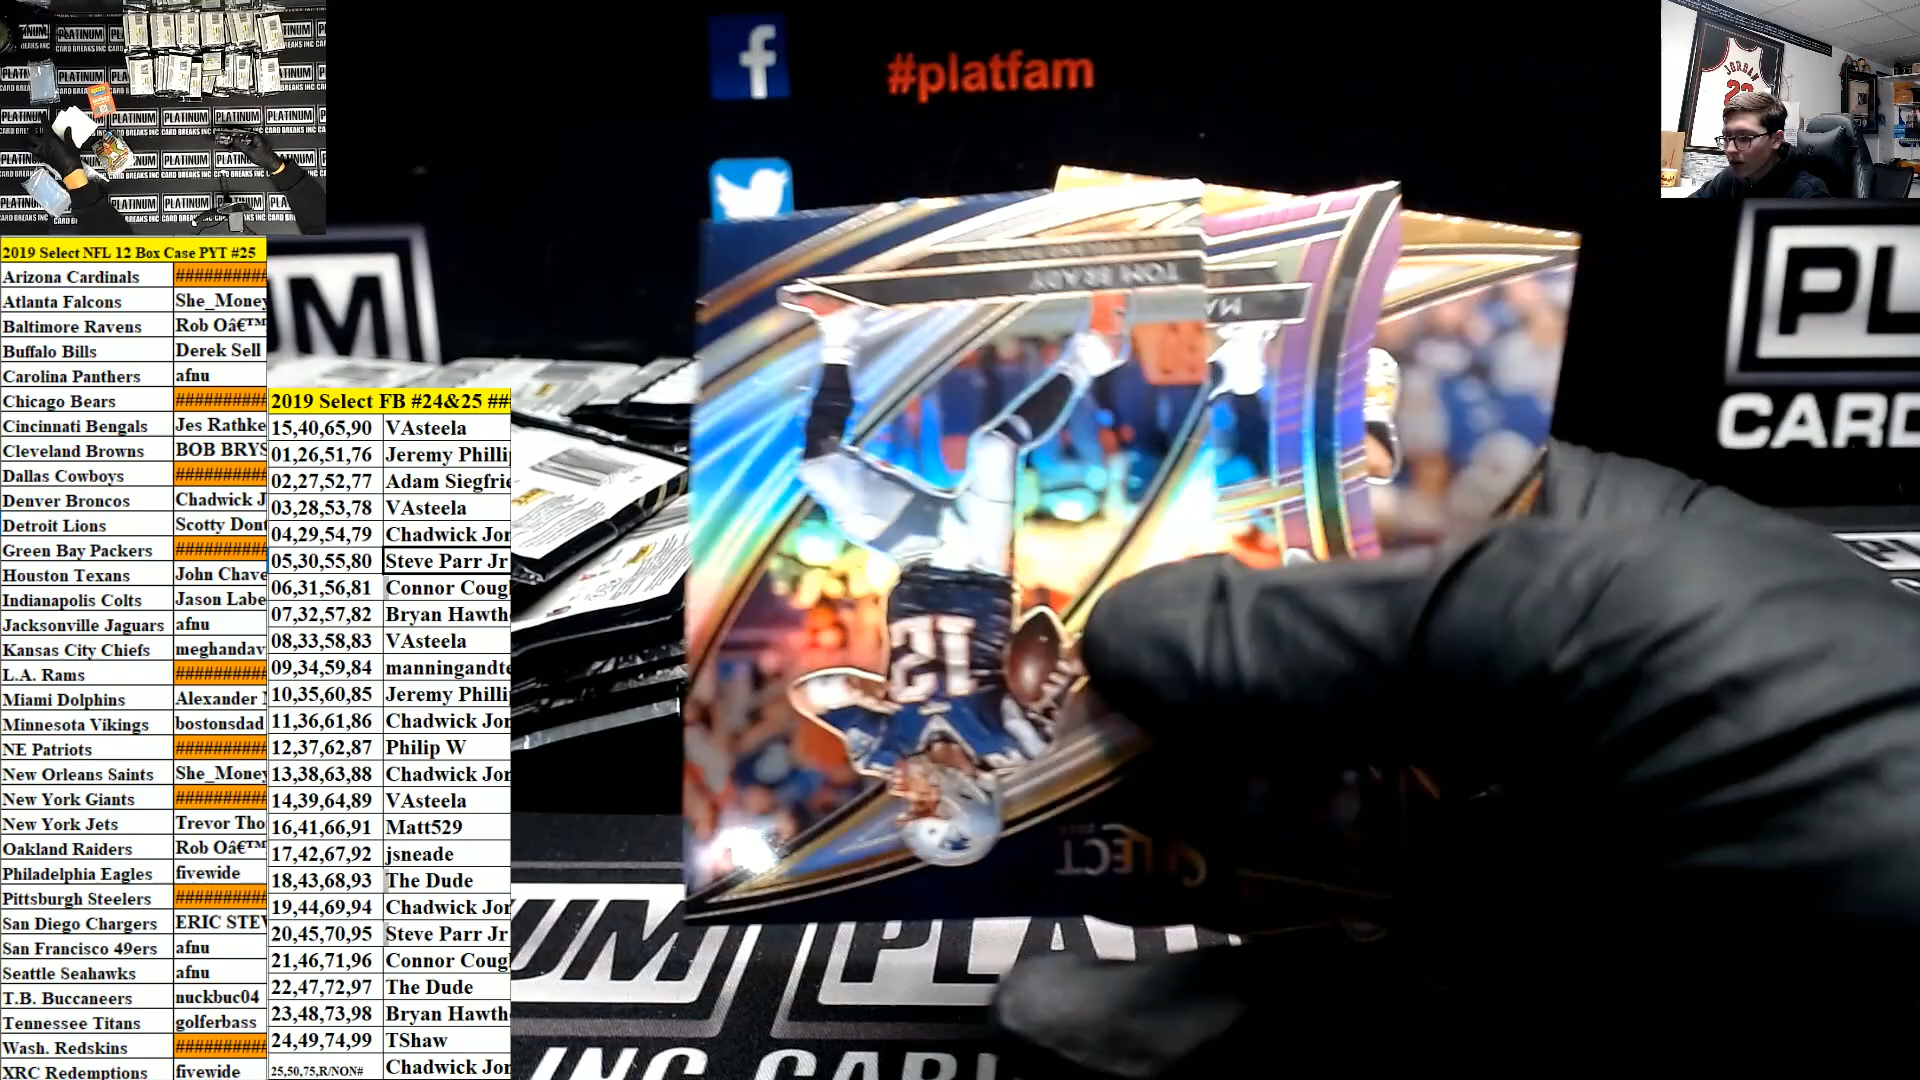 #platfam
TOM BRADY
MA
SELECT
12
JORDAN
PLATINUM
CARD BREAKS INC
2019 Select NFL 12 Box Case PYT #25
Arizona Cardinals ##########
Atlanta Falcons She_Money
Baltimore Ravens Rob Oâ€™
Buffalo Bills Derek Sell
Carolina Panthers afnu
Chicago Bears ##########
Cincinnati Bengals Jes Rathke
Cleveland Browns BOB BRYS
Dallas Cowboys ##########
Denver Broncos Chadwick J
Detroit Lions Scotty Dont
Green Bay Packers ##########
Houston Texans John Chave
Indianapolis Colts Jason Labe
Jacksonville Jaguars afnu
Kansas City Chiefs meghandav
L.A. Rams ##########
Miami Dolphins Alexander
Minnesota Vikings bostonsdad
NE Patriots ##########
New Orleans Saints She_Money
New York Giants ##########
New York Jets Trevor Tho
Oakland Raiders Rob Oâ€™
Philadelphia Eagles fivewide
Pittsburgh Steelers ##########
San Diego Chargers ERIC STEV
San Francisco 49ers afnu
Seattle Seahawks afnu
T.B. Buccaneers nuckbuc04
Tennessee Titans golferbass
Wash. Redskins ##########
XRC Redemptions fivewide
2019 Select FB #24&25 ##
15,40,65,90 VAsteela
01,26,51,76 Jeremy Philli
02,27,52,77 Adam Siegfrie
03,28,53,78 VAsteela
04,29,54,79 Chadwick Jor
05,30,55,80 Steve Parr Jr
06,31,56,81 Connor Coug
07,32,57,82 Bryan Hawth
08,33,58,83 VAsteela
09,34,59,84 manningandte
10,35,60,85 Jeremy Philli
11,36,61,86 Chadwick Jor
12,37,62,87 Philip W
13,38,63,88 Chadwick Jor
14,39,64,89 VAsteela
16,41,66,91 Matt529
17,42,67,92 jsneade
18,43,68,93 The Dude
19,44,69,94 Chadwick Jor
20,45,70,95 Steve Parr Jr
21,46,71,96 Connor Coug
22,47,72,97 The Dude
23,48,73,98 Bryan Hawth
24,49,74,99 TShaw
25,50,75,R/NON# Chadwick Jor
UM
PL
CARD
UM PLA
INC CARD